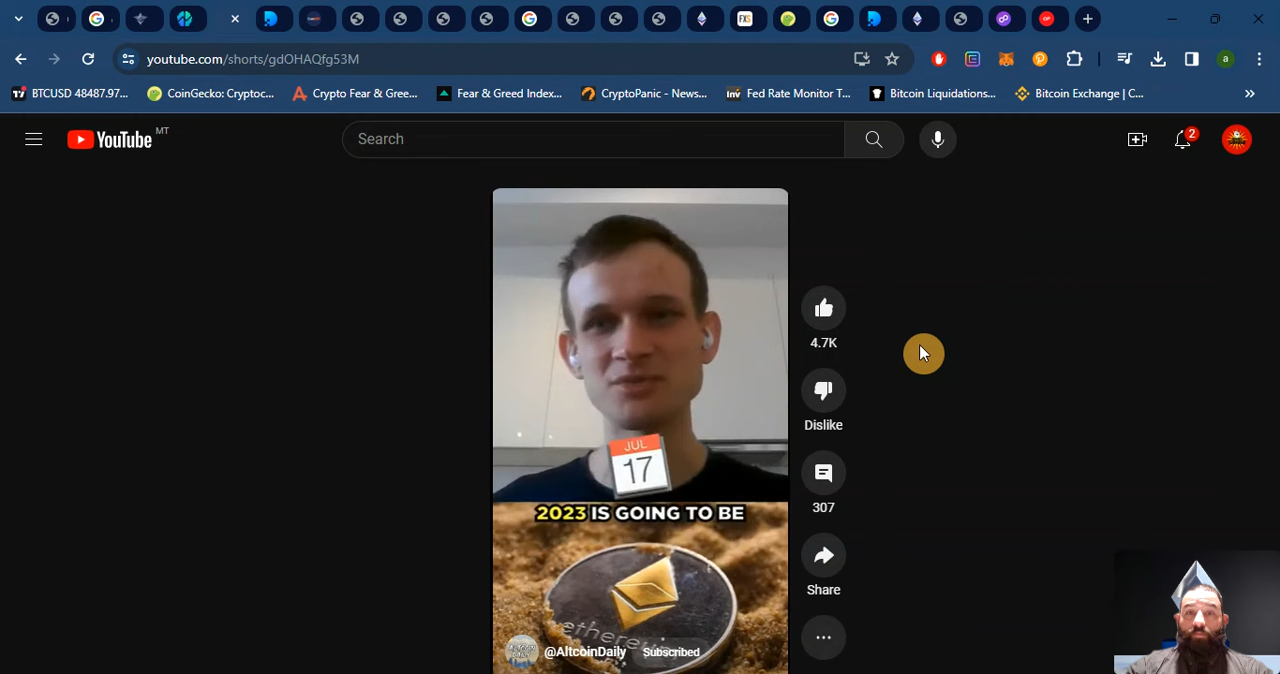 youtube.com/shorts/gdOHAQfg53M
BTCUSD 48487.97...
CoinGecko: Cryptoc...
Crypto Fear & Gree...
Fear & Greed Index...
CryptoPanic - News...
Fed Rate Monitor T...
Bitcoin Liquidations...
Bitcoin Exchange | C...
YouTube MT
Search
2
4.7K
Dislike
JUL
17
307
2023 IS GOING TO BE
Share
ethereum
@AltcoinDaily Subscribed